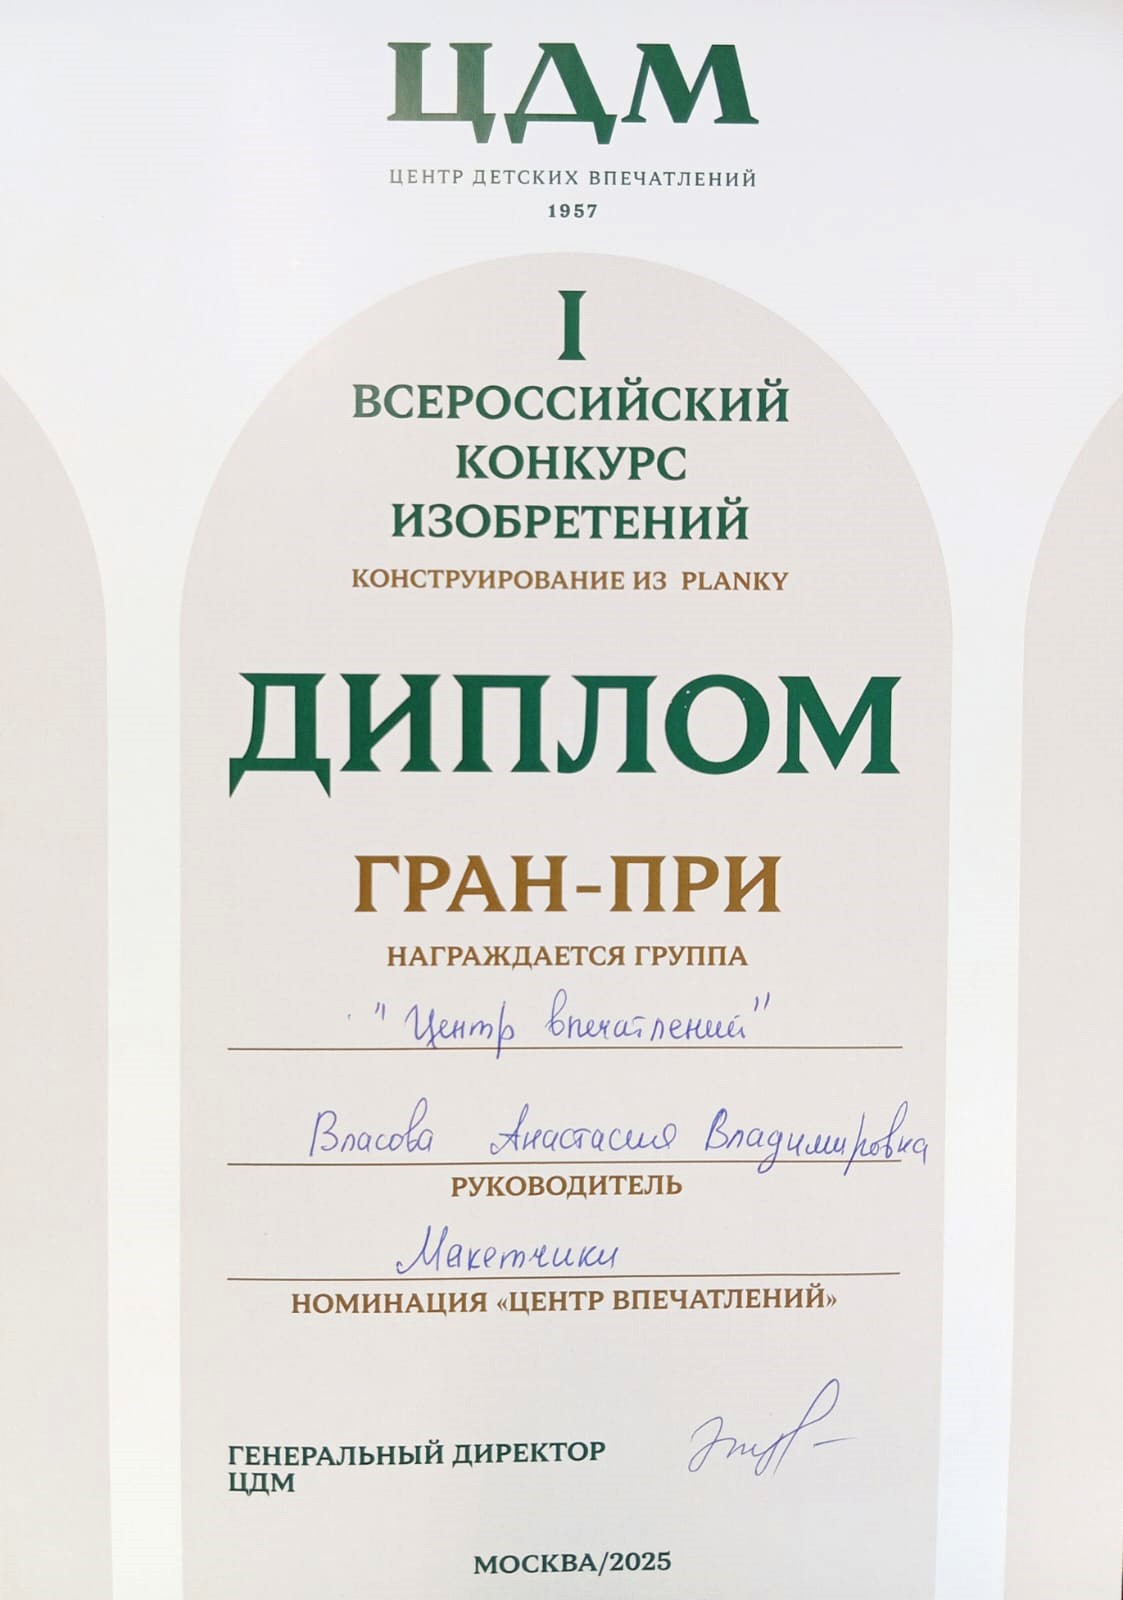 ЦДМ
ЦЕНТР ДЕТСКИХ ВПЕЧАТЛЕНИЙ
1957
I
ВСЕРОССИЙСКИЙ
КОНКУРС
ИЗОБРЕТЕНИЙ
КОНСТРУИРОВАНИЕ ИЗ PLANKY
ДИПЛОМ
ГРАН-ПРИ
НАГРАЖДАЕТСЯ ГРУППА
"Центр впечатлений"
Власова Анастасия Владимировна
РУКОВОДИТЕЛЬ
Макетчики
НОМИНАЦИЯ «ЦЕНТР ВПЕЧАТЛЕНИЙ»
ГЕНЕРАЛЬНЫЙ ДИРЕКТОР
ЦДМ
МОСКВА/2025